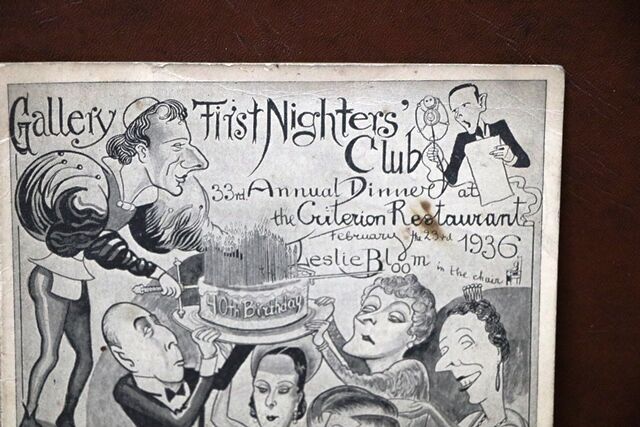 Gallery First Nighters' Club
33rd Annual Dinner at
the Criterion Restaurant
February the 23rd 1936
Leslie Bloom in the chair
40th Birthday